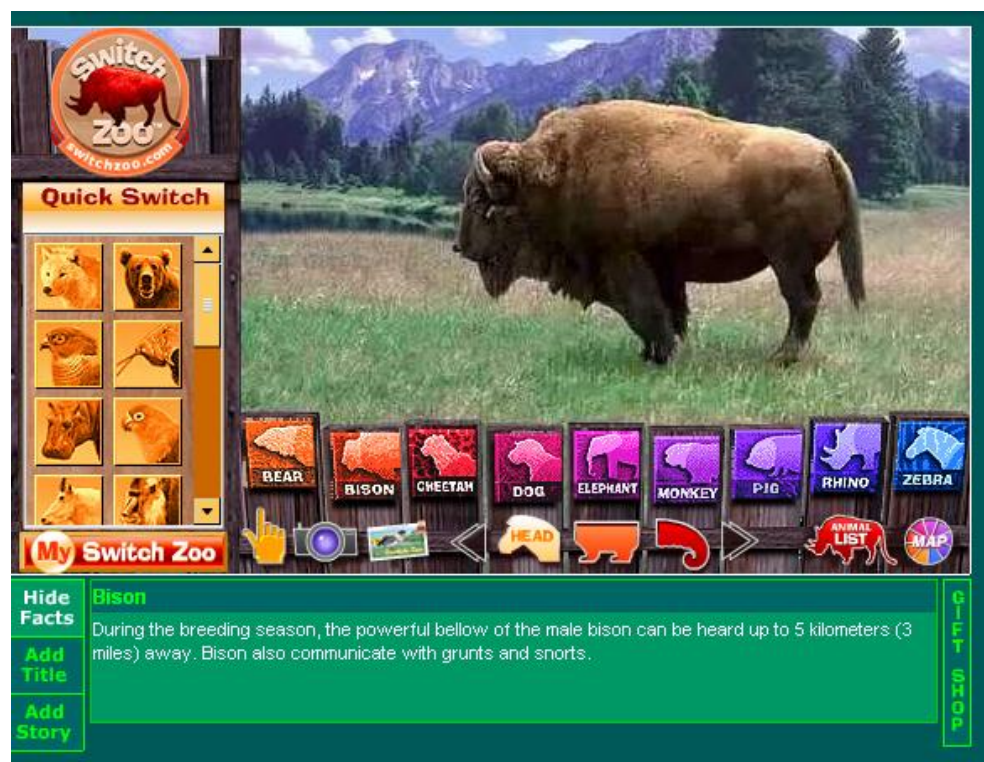 Switch
Zoo™
switchzoo.com
Quick Switch
My Switch Zoo
BEAR
BISON
CHEETAH
DOG
ELEPHANT
MONKEY
PIG
RHINO
ZEBRA
HEAD
ANIMAL
LIST
MAP
Hide
Facts
Add
Title
Add
Story
Bison
During the breeding season, the powerful bellow of the male bison can be heard up to 5 kilometers (3
miles) away. Bison also communicate with grunts and snorts.
GIFT SHOP